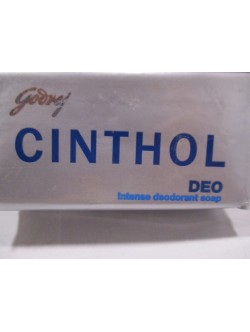 Godrej
CINTHOL
DEO
Intense deodorant soap